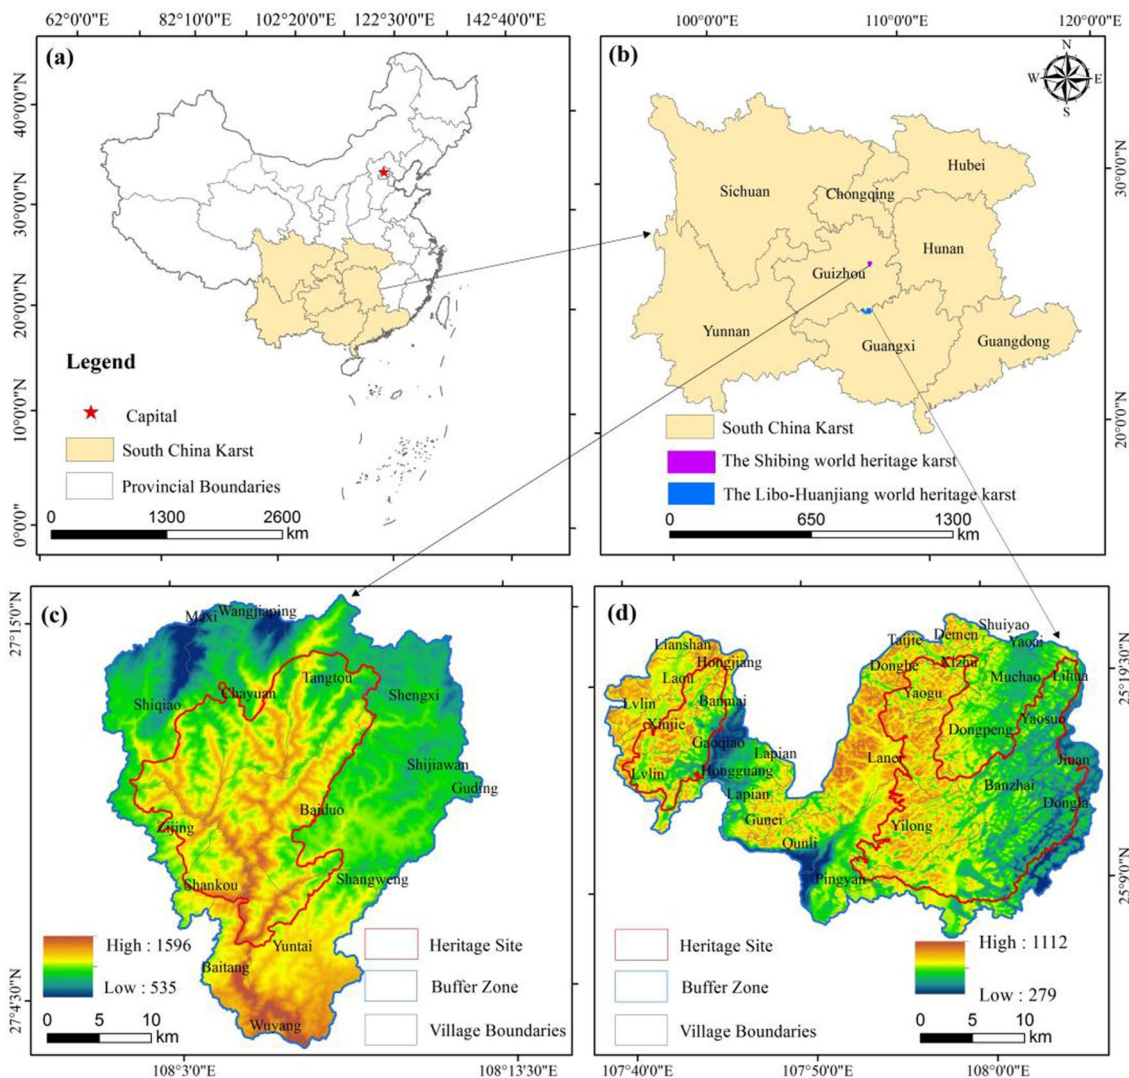 62°0'0"E 82°10'0"E 102°20'0"E 122°30'0"E 142°40'0"E
100°0'0"E 110°0'0"E 120°0'0"E
(a)
40°0'0"N
30°0'0"N
20°0'0"N
10°0'0"N
0°0'0"
Legend
Capital
South China Karst
Provincial Boundaries
0 1300 2600
km
(b)
N
W E
S
30°0'0"N
20°0'0"N
Sichuan
Chongqing
Hubei
Hunan
Guizhou
Yunnan
Guangxi
Guangdong
South China Karst
The Shibing world heritage karst
The Libo-Huanjiang world heritage karst
0 650 1300
km
(c)
27°15'0"N
27°4'30"N
Maxi
Wangjiaping
Tangtou
Chayuan
Shengxi
Shiqiao
Shijiawan
Guding
Baiduo
Zijing
Shangweng
Shankou
Yuntai
Baitang
Wuyang
High : 1596
Low : 535
Heritage Site
Buffer Zone
Village Boundaries
0 5 10
km
108°3'0"E 108°13'30"E
(d)
25°19'30"N
25°9'0"N
Lianshan
Hongjiang
Laou
Banmai
Lvlin
Xinjie
Gaoqiao
Lapian
Lvlin
Hongguang
Lapian
Gunei
Qunli
Pingyan
Taijie
Demen
Shuiyao
Yaoai
Donghe
Xizhu
Muchao
Lihua
Yaogu
Yaosuo
Dongpeng
Lanei
Jiuan
Banzhai
Dongla
Yilong
Heritage Site
Buffer Zone
Village Boundaries
High : 1112
Low : 279
0 5 10
km
107°40'0"E 107°50'0"E 108°0'0"E